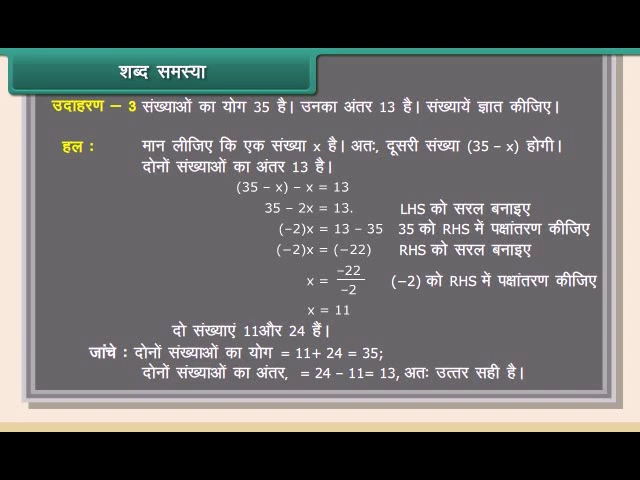 शब्द समस्या
उदाहरण – 3 संख्याओं का योग 35 है। उनका अंतर 13 है। संख्यायें ज्ञात कीजिए।
हल : मान लीजिए कि एक संख्या x है। अतः, दूसरी संख्या (35 – x) होगी।
दोनों संख्याओं का अंतर 13 है।
(35 – x) – x = 13
35 – 2x = 13. LHS को सरल बनाइए
(–2)x = 13 – 35 35 को RHS में पक्षांतरण कीजिए
(–2)x = (–22) RHS को सरल बनाइए
x = –22/–2 (–2) को RHS में पक्षांतरण कीजिए
x = 11
दो संख्याएं 11और 24 हैं।
जांचे : दोनों संख्याओं का योग = 11+ 24 = 35;
दोनों संख्याओं का अंतर, = 24 – 11= 13, अतः उत्तर सही है।